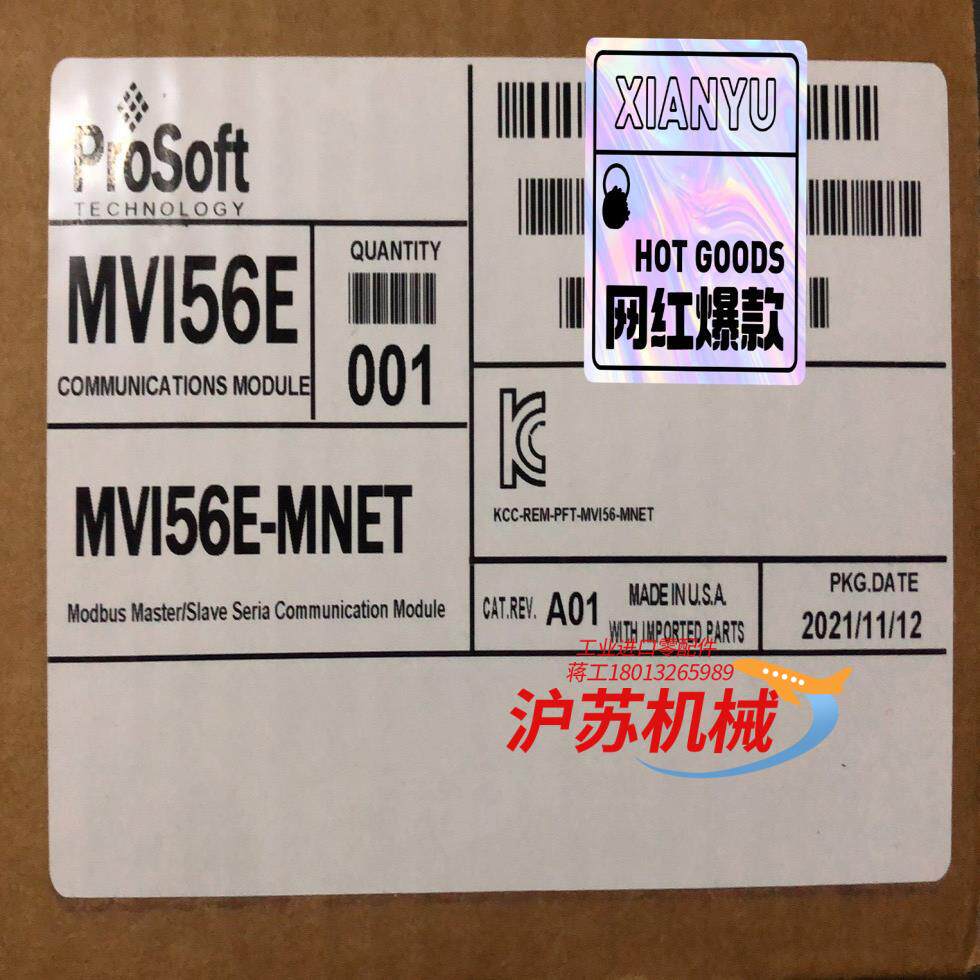 ProSoft
TECHNOLOGY
MVI56E
COMMUNICATIONS MODULE
QUANTITY
001
MVI56E-MNET
Modbus Master/Slave Seria Communication Module
XIANYU
HOT GOODS
网红爆款
KCC-REM-PFT-MVI56-MNET
CAT.REV. A01
MADE IN U.S.A.
WITH IMPORTED PARTS
PKG.DATE
2021/11/12
工业进口零配件
蒋工18013265989
沪苏机械